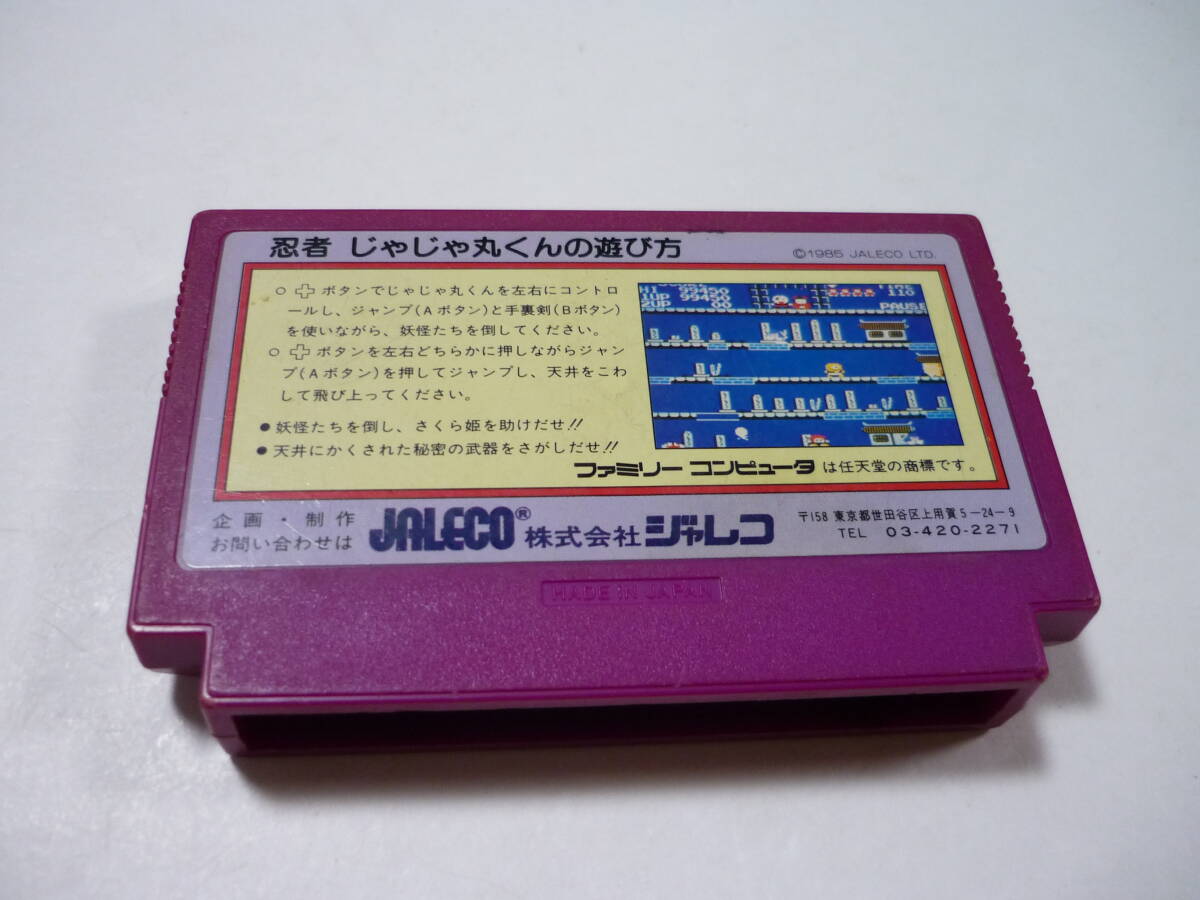 忍者 じゃじゃ丸くんの遊び方
©1985 JALECO LTD.
○ ボタンでじゃじゃ丸くんを左右にコントロ
ールし、ジャンプ(Aボタン)と手裏剣(Bボタン)
を使いながら、妖怪たちを倒してください。
○ ボタンを左右どちらかに押しながらジャン
プ(Aボタン)を押してジャンプし、天井をこわ
して飛び上ってください。
● 妖怪たちを倒し、さくら姫を助けだせ!!
● 天井にかくされた秘密の武器をさがしだせ!!
HI 99450
1UP 99450
2UP 00
PAUSE
ファミリー コンピュータ は任天堂の商標です。
企画・制作
お問い合わせは
JALECO® 株式会社ジャレコ
〒158 東京都世田谷区上用賀5-24-9
TEL 03-420-2271
MADE IN JAPAN